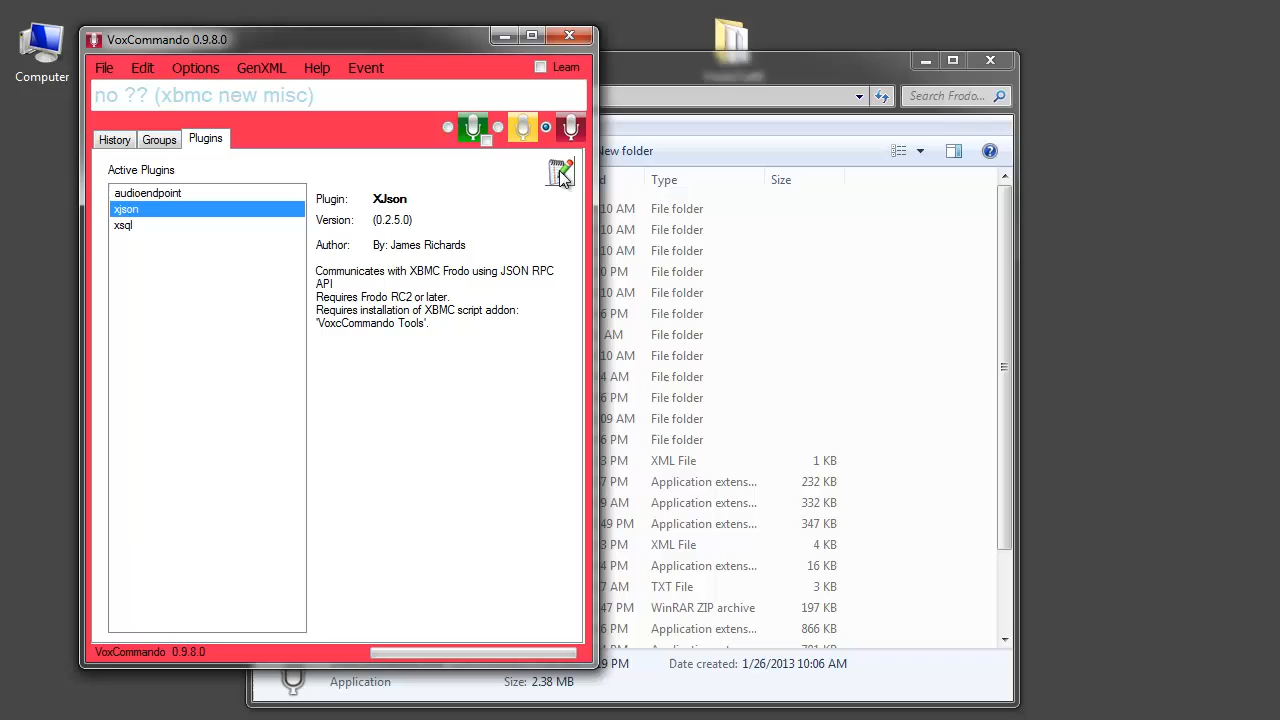 Computer
VoxCommando 0.9.8.0
File Edit Options GenXML Help Event Learn
no ?? (xbmc new misc)
History Groups Plugins
Active Plugins
audioendpoint
xjson
xsql
Plugin: XJson
Version: (0.2.5.0)
Author: By: James Richards
Communicates with XBMC Frodo using JSON RPC
API
Requires Frodo RC2 or later.
Requires installation of XBMC script addon:
'VoxcCommando Tools'.
VoxCommando 0.9.8.0
Search Frodo...
New folder
d Type Size
10 AM File folder
10 AM File folder
10 AM File folder
0 PM File folder
10 AM File folder
6 PM File folder
AM File folder
10 AM File folder
4 AM File folder
6 PM File folder
09 AM File folder
6 PM File folder
3 PM XML File 1 KB
7 PM Application extens... 232 KB
9 AM Application extens... 332 KB
49 PM Application extens... 347 KB
3 PM XML File 4 KB
4 PM Application extens... 16 KB
7 AM TXT File 3 KB
47 PM WinRAR ZIP archive 197 KB
6 PM Application extens... 866 KB
9 PM Date created: 1/26/2013 10:06 AM
Application Size: 2.38 MB